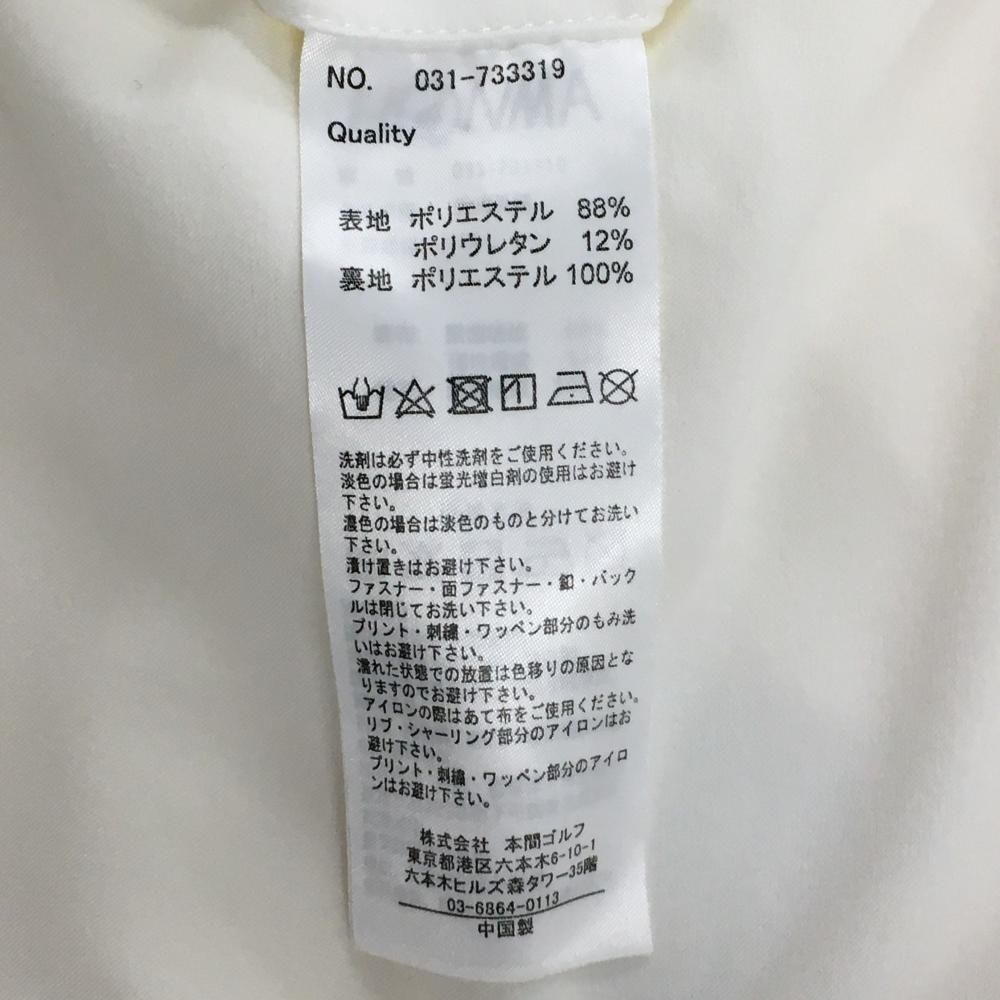 NO. 031-733319
Quality
表地 ポリエステル 88%
ポリウレタン 12%
裏地 ポリエステル 100%
洗剤は必ず中性洗剤をご使用ください。
淡色の場合は蛍光増白剤の使用はお避け
下さい。
濃色の場合は淡色のものと分けてお洗い
下さい。
漬け置きはお避け下さい。
ファスナー・面ファスナー・釦・バック
ルは閉じてお洗い下さい。
プリント・刺繍・ワッペン部分のもみ洗
いはお避け下さい。
濡れた状態での放置は色移りの原因とな
りますのでお避け下さい。
アイロンの際はあて布をご使用ください。
リブ・シャーリング部分のアイロンはお
避け下さい。
プリント・刺繍・ワッペン部分のアイロ
ンはお避け下さい。
株式会社 本間ゴルフ
東京都港区六本木6-10-1
六本木ヒルズ森タワー35階
03-6864-0113
中国製